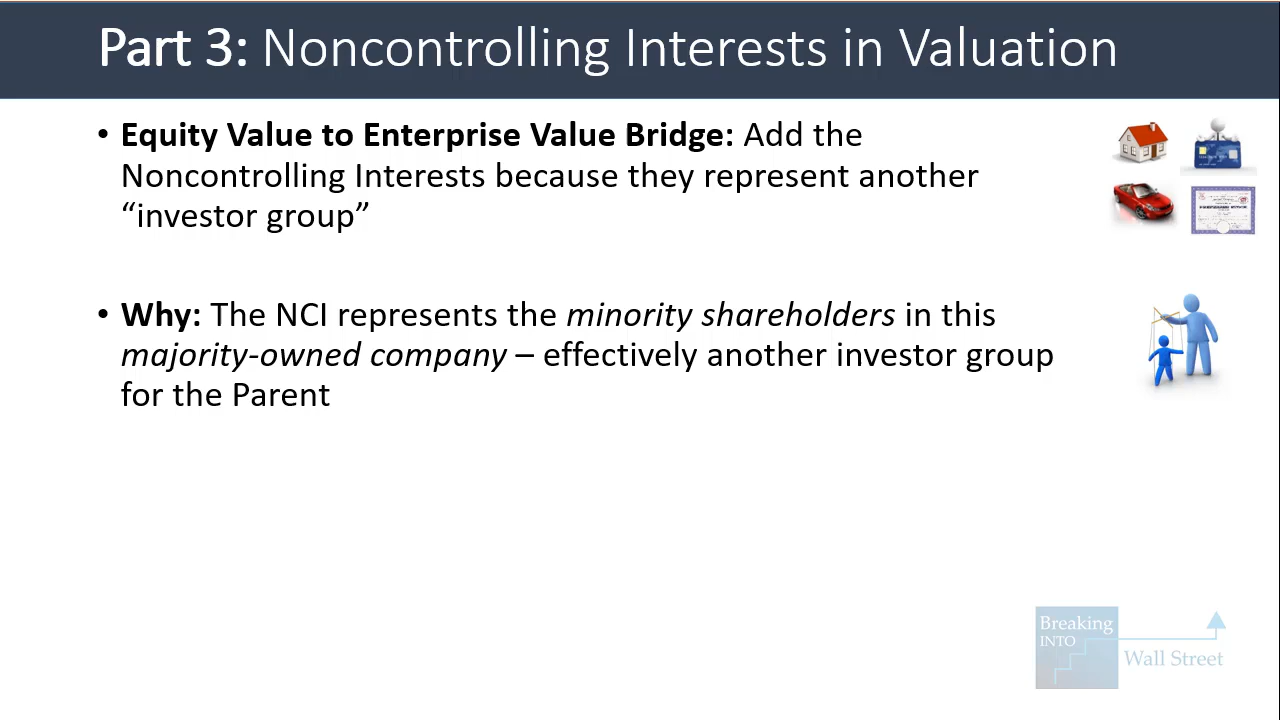 Part 3: Noncontrolling Interests in Valuation
• Equity Value to Enterprise Value Bridge: Add the
Noncontrolling Interests because they represent another
“investor group”
• Why: The NCI represents the minority shareholders in this
majority-owned company – effectively another investor group
for the Parent
Breaking
INTO
Wall Street